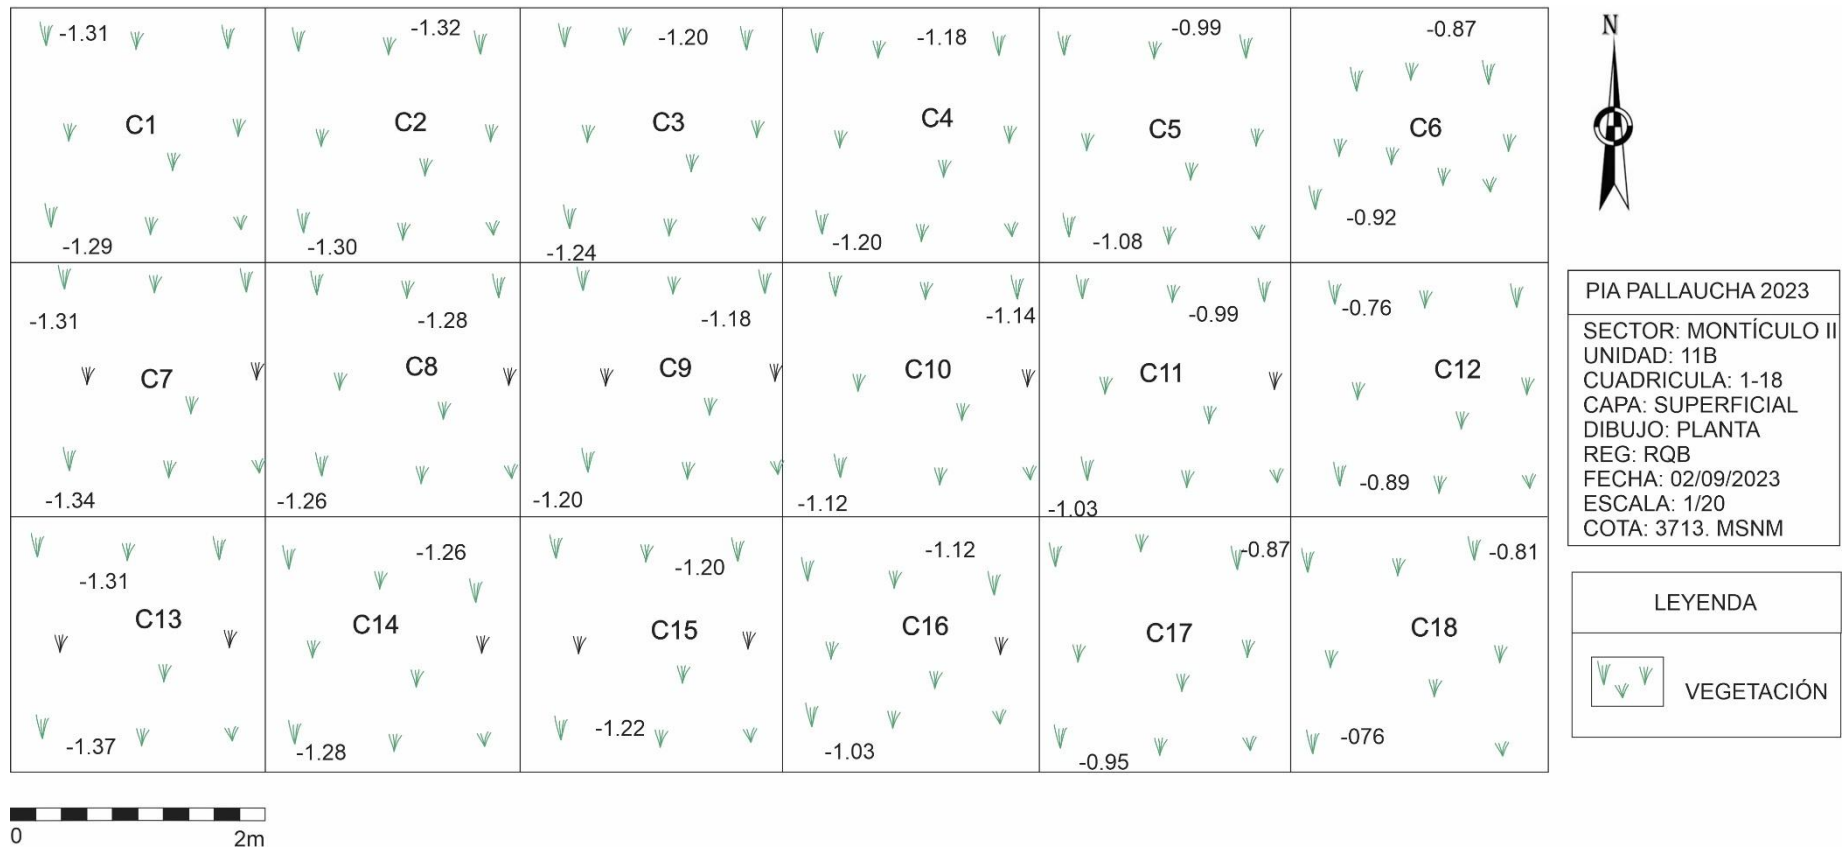 -1.31
-1.32
-1.20
-1.18
-0.99
-0.87
C1
C2
C3
C4
C5
C6
-1.29
-1.30
-1.24
-1.20
-1.08
-0.92
-1.31
-1.28
-1.18
-1.14
-0.99
-0.76
C7
C8
C9
C10
C11
C12
-1.34
-1.26
-1.20
-1.12
-1.03
-0.89
-1.31
-1.26
-1.20
-1.12
-0.87
-0.81
C13
C14
C15
C16
C17
C18
-1.37
-1.28
-1.22
-1.03
-0.95
-076
0
2m
N
PIA PALLAUCHA 2023
SECTOR: MONTÍCULO II
UNIDAD: 11B
CUADRICULA: 1-18
CAPA: SUPERFICIAL
DIBUJO: PLANTA
REG: RQB
FECHA: 02/09/2023
ESCALA: 1/20
COTA: 3713. MSNM
LEYENDA
VEGETACIÓN